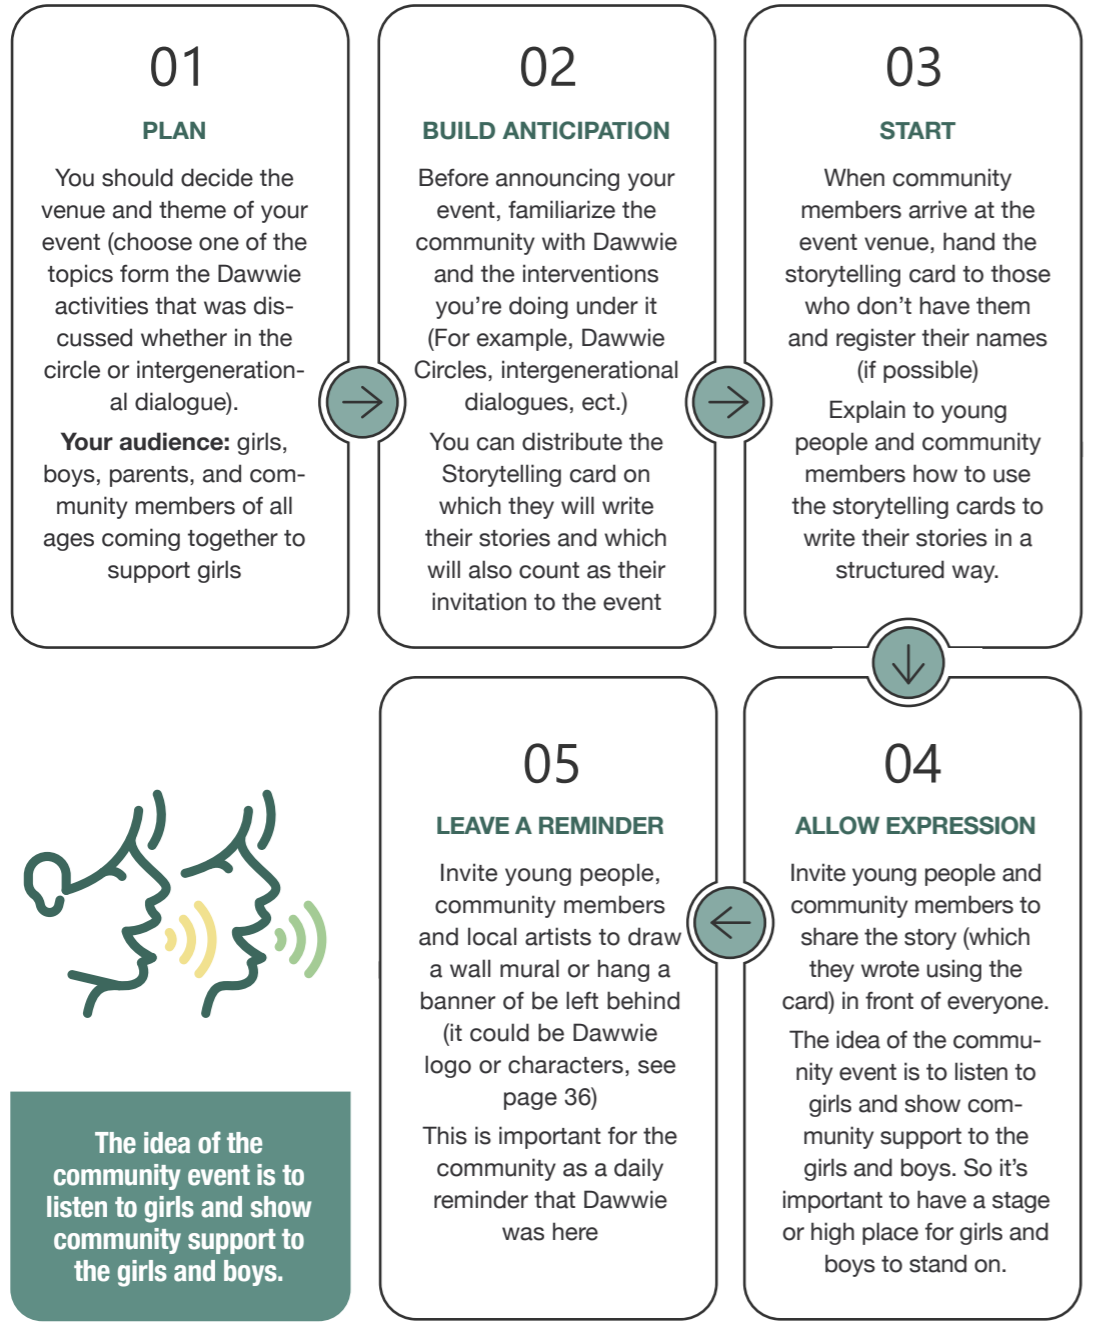 01
PLAN
You should decide the
venue and theme of your
event (choose one of the
topics form the Dawwie
activities that was dis-
cussed whether in the
circle or intergeneration-
al dialogue).
Your audience: girls,
boys, parents, and com-
munity members of all
ages coming together to
support girls
02
BUILD ANTICIPATION
Before announcing your
event, familiarize the
community with Dawwie
and the interventions
you’re doing under it
(For example, Dawwie
Circles, intergenerational
dialogues, ect.)
You can distribute the
Storytelling card on
which they will write
their stories and which
will also count as their
invitation to the event
03
START
When community
members arrive at the
event venue, hand the
storytelling card to those
who don’t have them
and register their names
(if possible)
Explain to young
people and community
members how to use
the storytelling cards to
write their stories in a
structured way.
04
ALLOW EXPRESSION
Invite young people and
community members to
share the story (which
they wrote using the
card) in front of everyone.
The idea of the commu-
nity event is to listen to
girls and show com-
munity support to the
girls and boys. So it’s
important to have a stage
or high place for girls and
boys to stand on.
05
LEAVE A REMINDER
Invite young people,
community members
and local artists to draw
a wall mural or hang a
banner of be left behind
(it could be Dawwie
logo or characters, see
page 36)
This is important for the
community as a daily
reminder that Dawwie
was here
The idea of the
community event is to
listen to girls and show
community support to
the girls and boys.